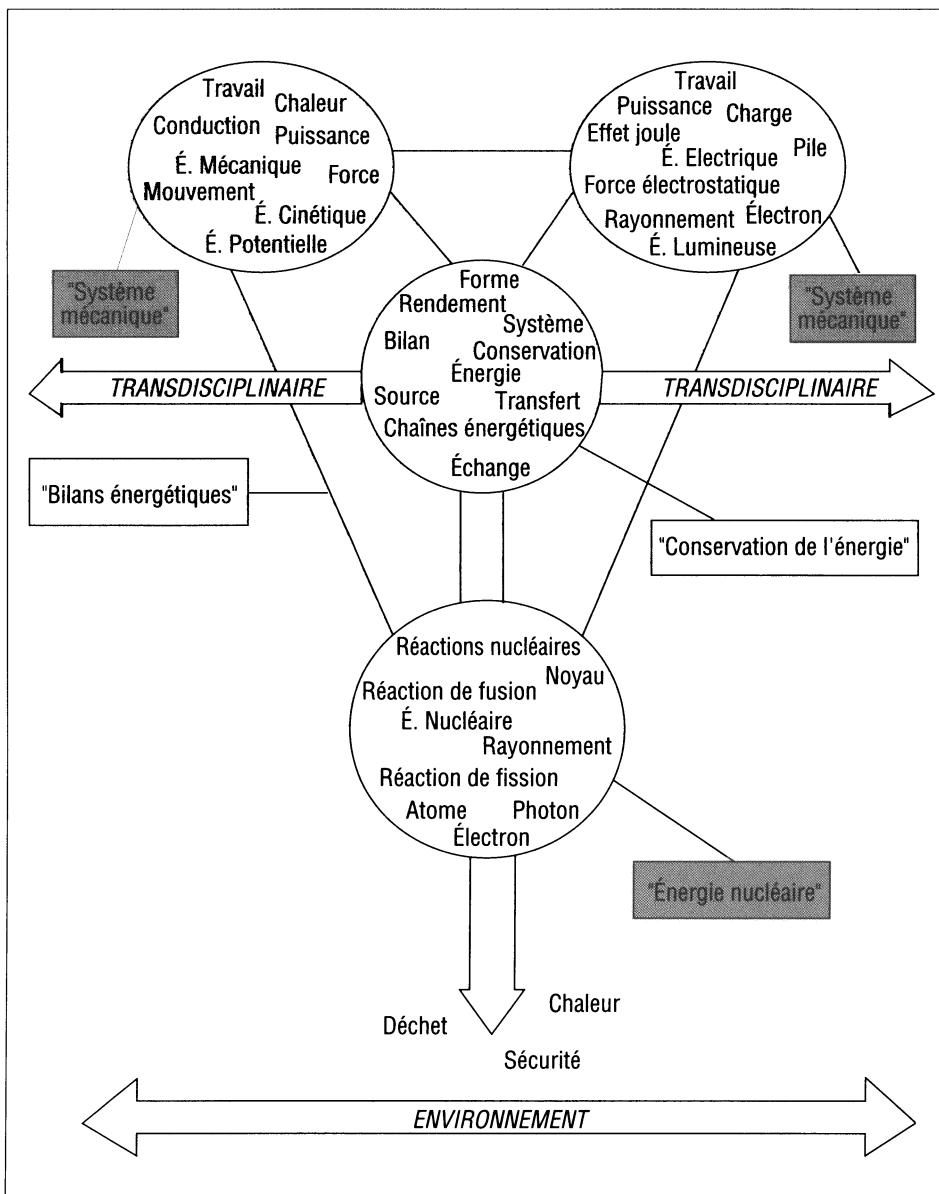 Travail
Chaleur
Conduction
Puissance
É. Mécanique
Force
Mouvement
É. Cinétique
É. Potentielle
Travail
Puissance
Charge
Effet joule
Pile
É. Electrique
Force électrostatique
Rayonnement
Électron
É. Lumineuse
"Système
mécanique"
"Système
mécanique"
Forme
Rendement
Système
Bilan
Conservation
Énergie
Source
Transfert
Chaînes énergétiques
Échange
TRANSDISCIPLINAIRE
TRANSDISCIPLINAIRE
"Bilans énergétiques"
"Conservation de l'énergie"
Réactions nucléaires
Noyau
Réaction de fusion
É. Nucléaire
Rayonnement
Réaction de fission
Atome
Photon
Électron
"Énergie nucléaire"
Chaleur
Déchet
Sécurité
ENVIRONNEMENT